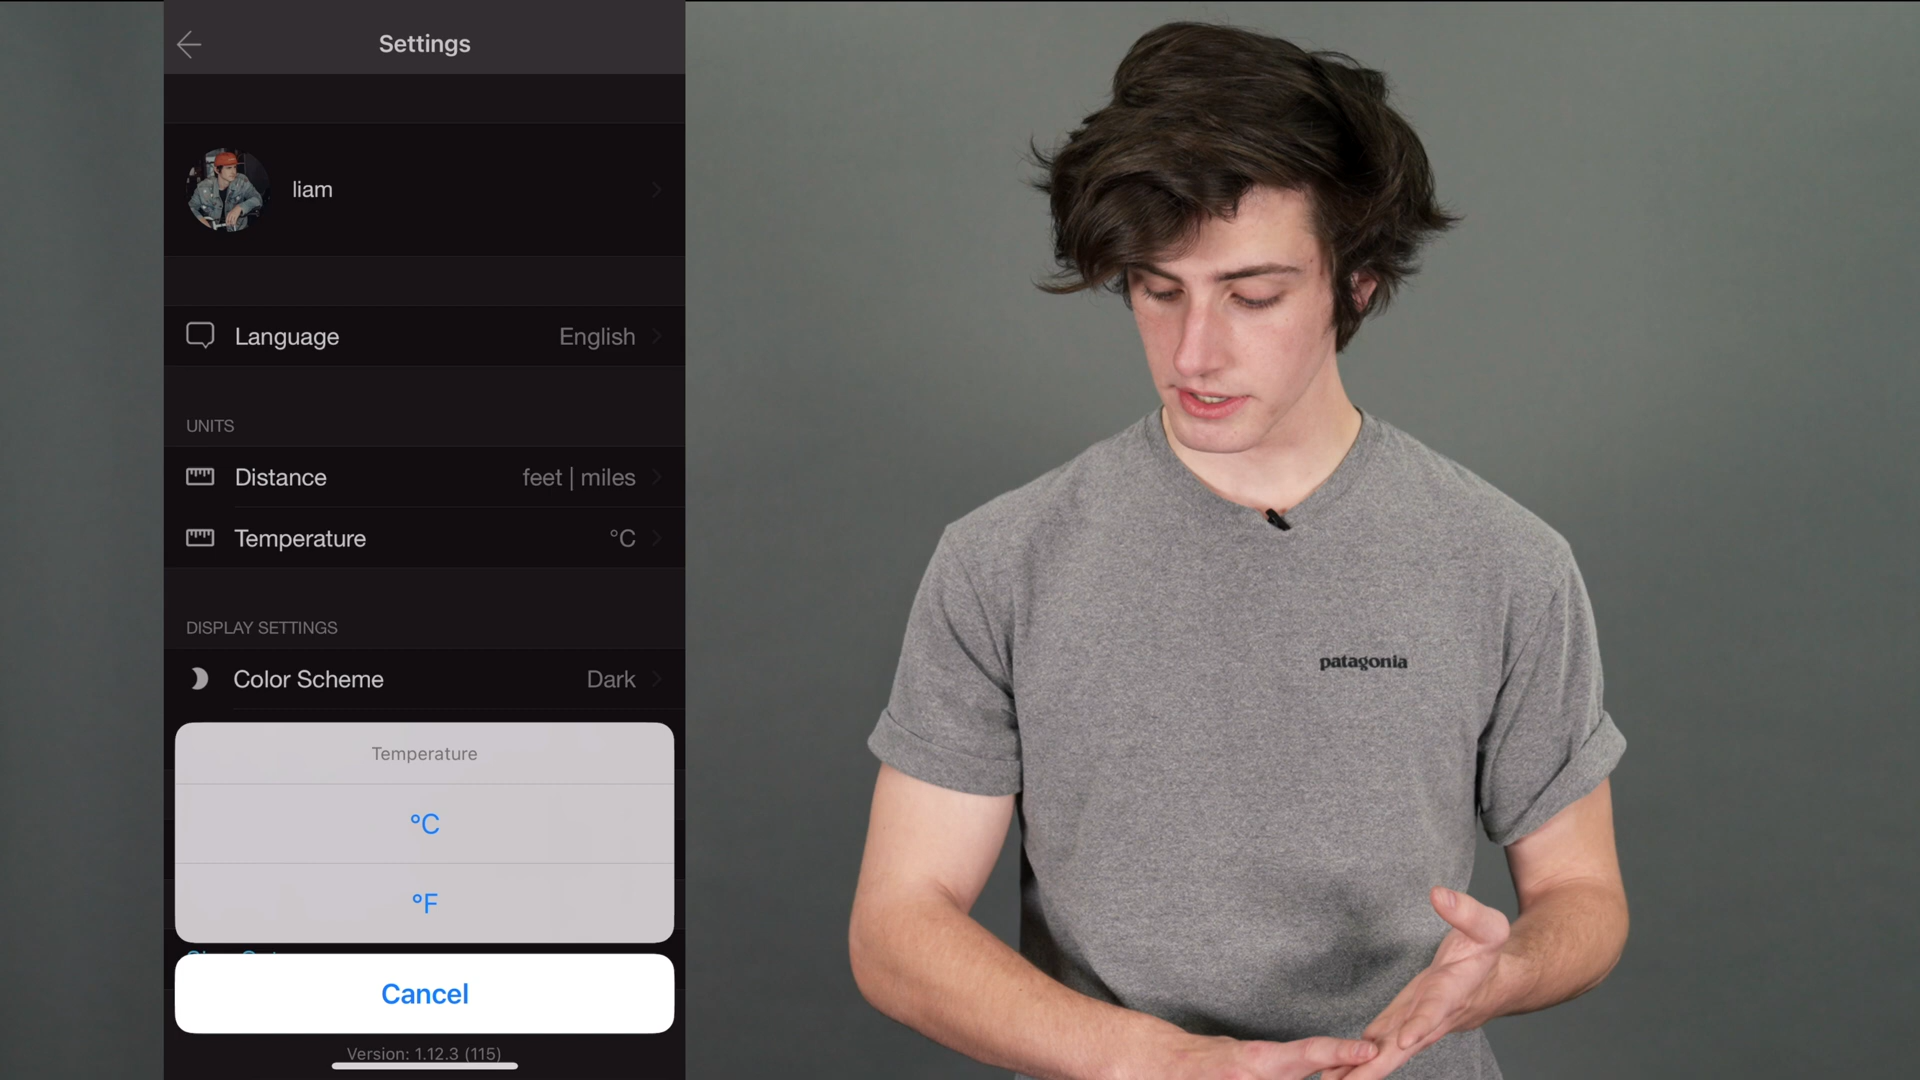 Settings
liam
Language English
UNITS
Distance feet | miles
Temperature °C
DISPLAY SETTINGS
Color Scheme Dark
Temperature
°C
°F
Cancel
Version: 1.12.3 (115)
patagonia